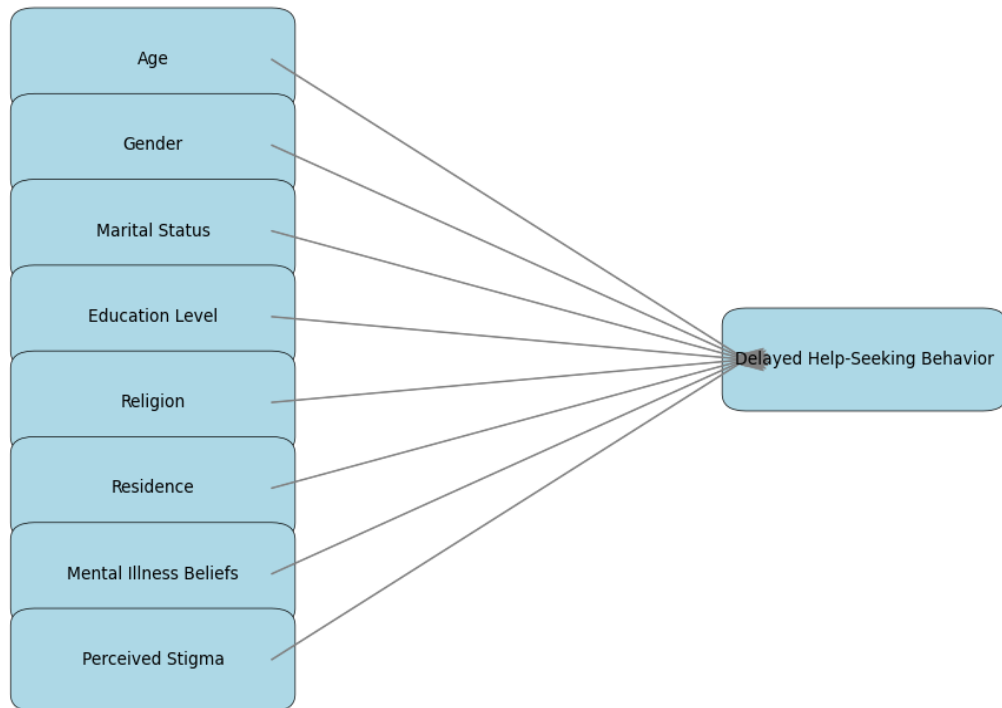 Age
Gender
Marital Status
Education Level
Religion
Residence
Mental Illness Beliefs
Perceived Stigma
Delayed Help-Seeking Behavior